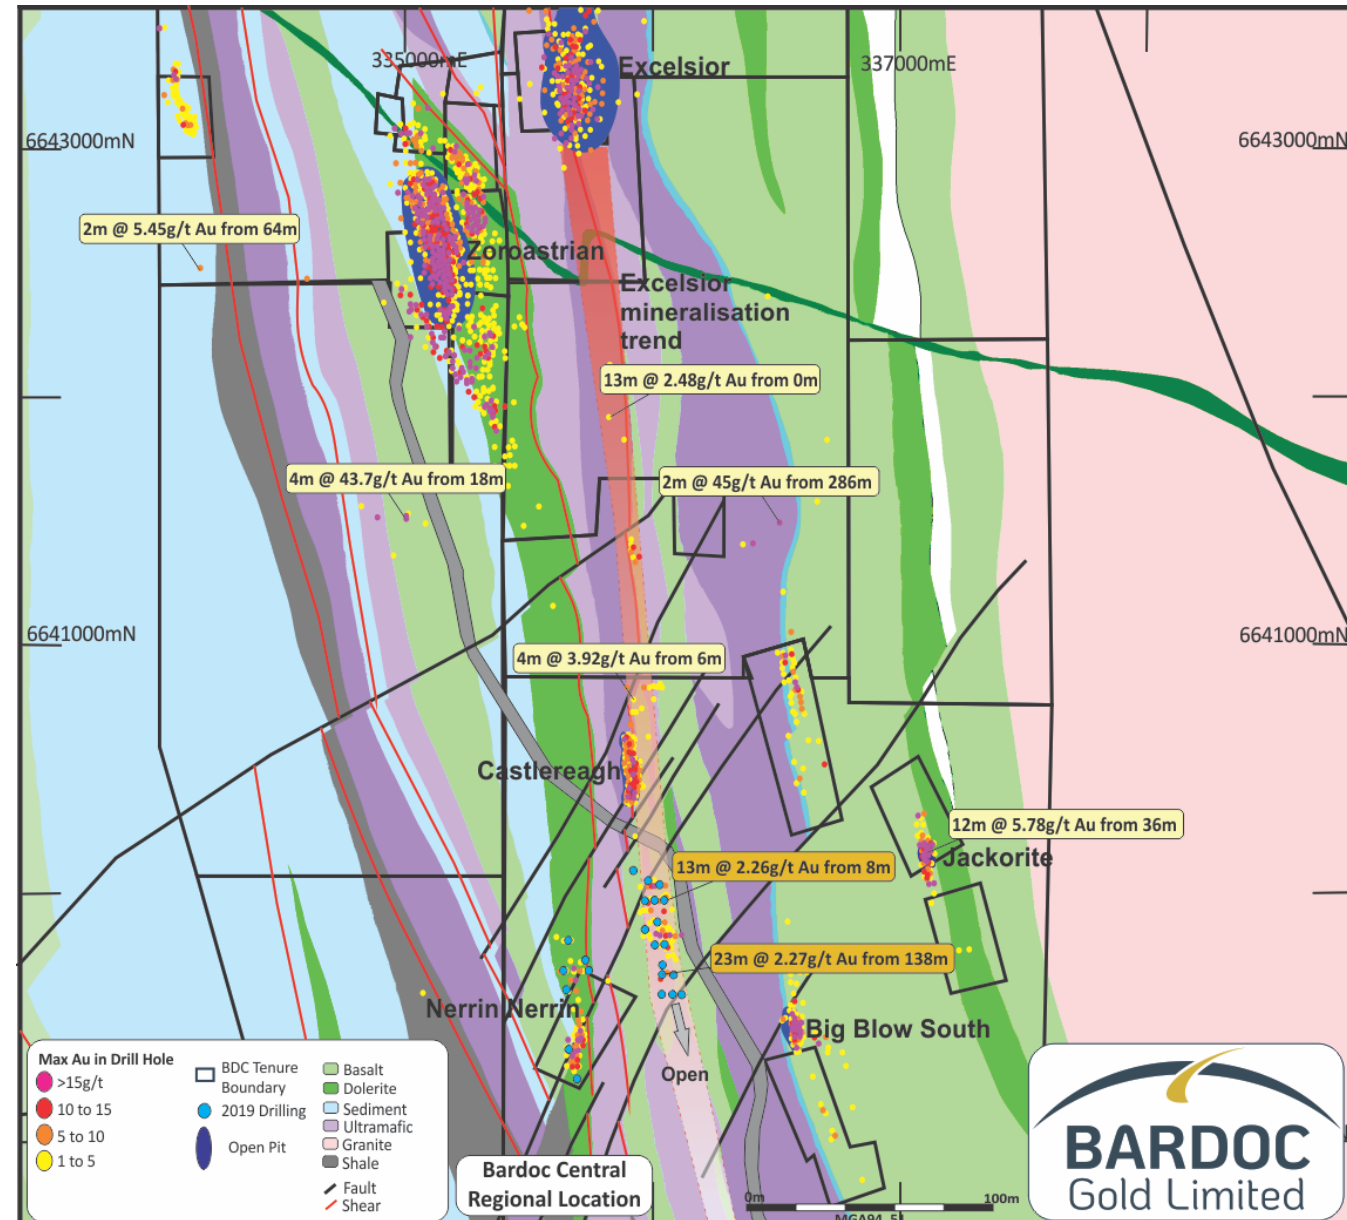 335000mE
Excelsior
337000mE
6643000mN
6643000mN
2m @ 5.45g/t Au from 64m
Zoroastrian
Excelsior
mineralisation
trend
13m @ 2.48g/t Au from 0m
4m @ 43.7g/t Au from 18m
2m @ 45g/t Au from 286m
6641000mN
6641000mN
4m @ 3.92g/t Au from 6m
Castlereagh
12m @ 5.78g/t Au from 36m
Jackorite
13m @ 2.26g/t Au from 8m
23m @ 2.27g/t Au from 138m
Nerrin Nerrin
Big Blow South
Open
Max Au in Drill Hole
>15g/t
10 to 15
5 to 10
1 to 5
BDC Tenure
Boundary
2019 Drilling
Open Pit
Basalt
Dolerite
Sediment
Ultramafic
Granite
Shale
Fault
Shear
Bardoc Central
Regional Location
0m
100m
MGA94_51
BARDOC
Gold Limited